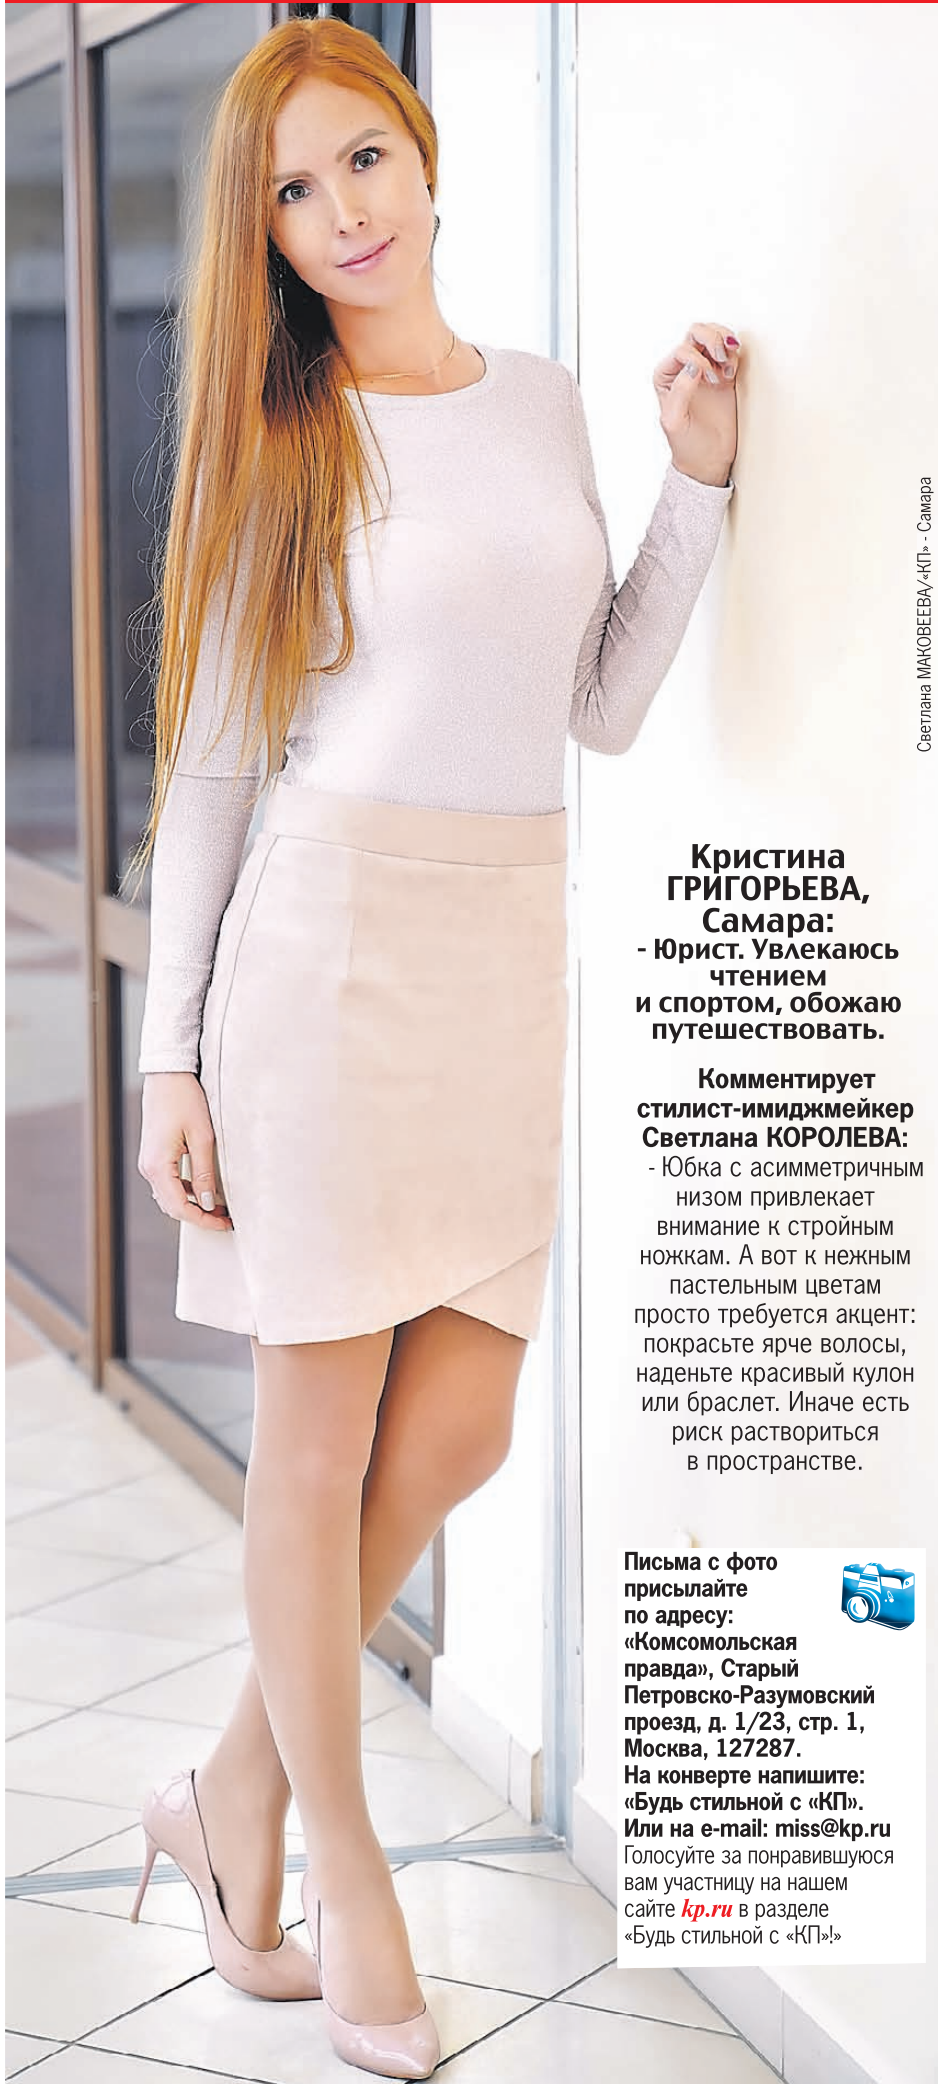 Светлана МАКОВЕЕВА/«КП» - Самара
Кристина
ГРИГОРЬЕВА,
Самара:
- Юрист. Увлекаюсь
чтением
и спортом, обожаю
путешествовать.
Комментирует
стилист-имиджмейкер
Светлана КОРОЛЕВА:
- Юбка с асимметричным
низом привлекает
внимание к стройным
ножкам. А вот к нежным
пастельным цветам
просто требуется акцент:
покрасьте ярче волосы,
наденьте красивый кулон
или браслет. Иначе есть
риск раствориться
в пространстве.
Письма с фото
присылайте
по адресу:
«Комсомольская
правда», Старый
Петровско-Разумовский
проезд, д. 1/23, стр. 1,
Москва, 127287.
На конверте напишите:
«Будь стильной с «КП».
Или на e-mail: miss@kp.ru
Голосуйте за понравившуюся
вам участницу на нашем
сайте kp.ru в разделе
«Будь стильной с «КП»!»